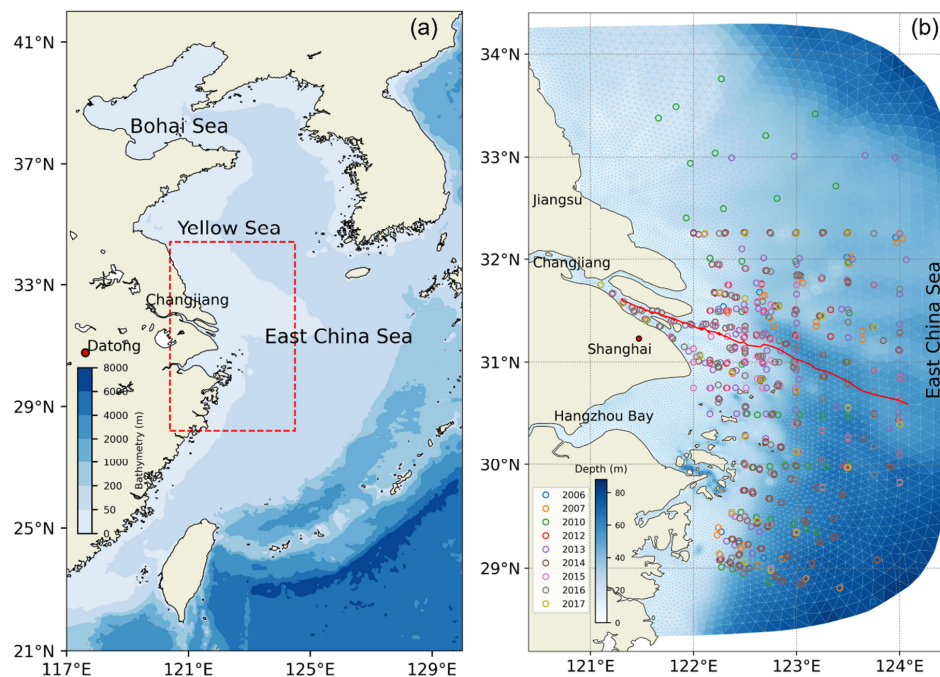 (a)
41°N
37°N
33°N
29°N
25°N
21°N
117°E
121°E
125°E
129°E
Bohai Sea
Yellow Sea
Changjiang
East China Sea
Datong
8000
6000
4000
2000
1000
200
50
0
Bathymetry (m)
(b)
34°N
33°N
32°N
31°N
30°N
29°N
121°E
122°E
123°E
124°E
Jiangsu
Changjiang
Shanghai
Hangzhou Bay
East China Sea
Depth (m)
80
60
40
20
0
2006
2007
2010
2012
2013
2014
2015
2016
2017